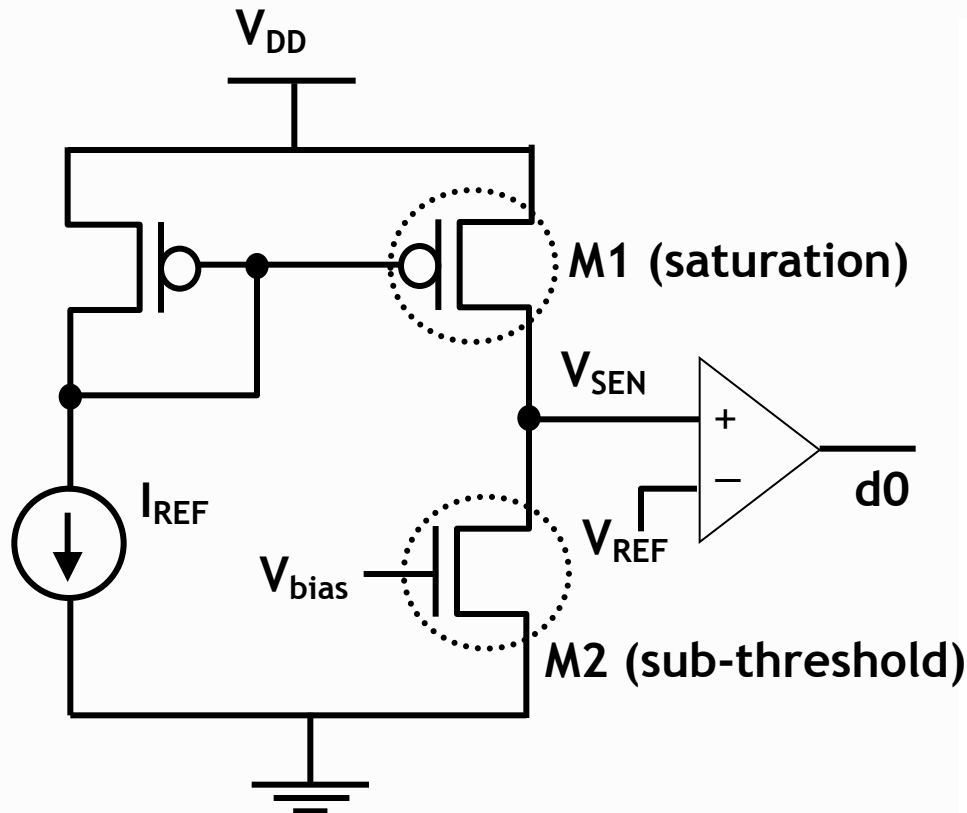 VDD
M1 (saturation)
VSEN
+
IREF
−
d0
VREF
Vbias
M2 (sub-threshold)